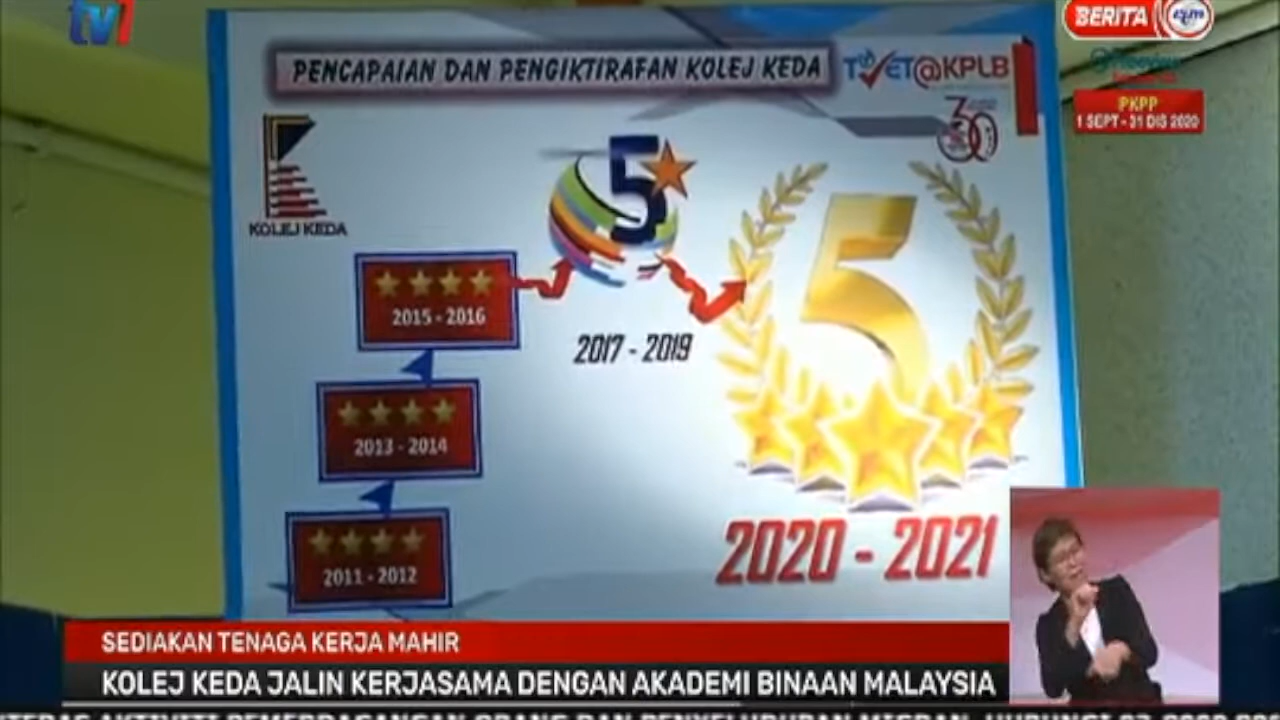 tv1
BERITA
PENCAPAIAN DAN PENGIKTIRAFAN KOLEJ KEDA
TVET@KPLB
PKPP
1 SEPT - 31 DIS 2020
30
5
5
KOLEJ KEDA
2015 - 2016
2017 - 2019
2013 - 2014
2020 - 2021
2011 - 2012
SEDIAKAN TENAGA KERJA MAHIR
KOLEJ KEDA JALIN KERJASAMA DENGAN AKADEMI BINAAN MALAYSIA